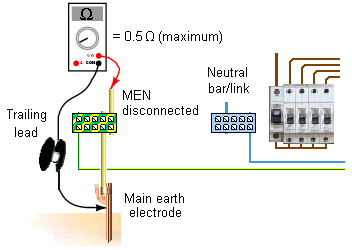 Ω
= 0.5 Ω (maximum)
V Ω
A COM
Neutral
bar/link
MEN
disconnected
Trailing
lead
Main earth
electrode